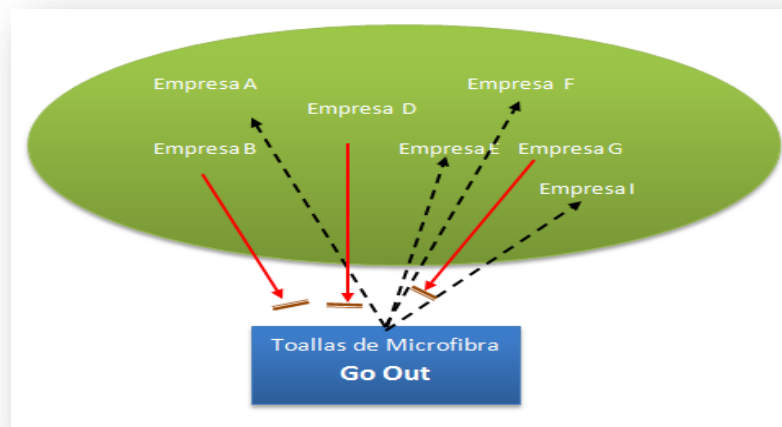 Empresa A
Empresa F
Empresa D
Empresa B
Empresa E
Empresa G
Empresa I
Toallas de Microfibra
Go Out